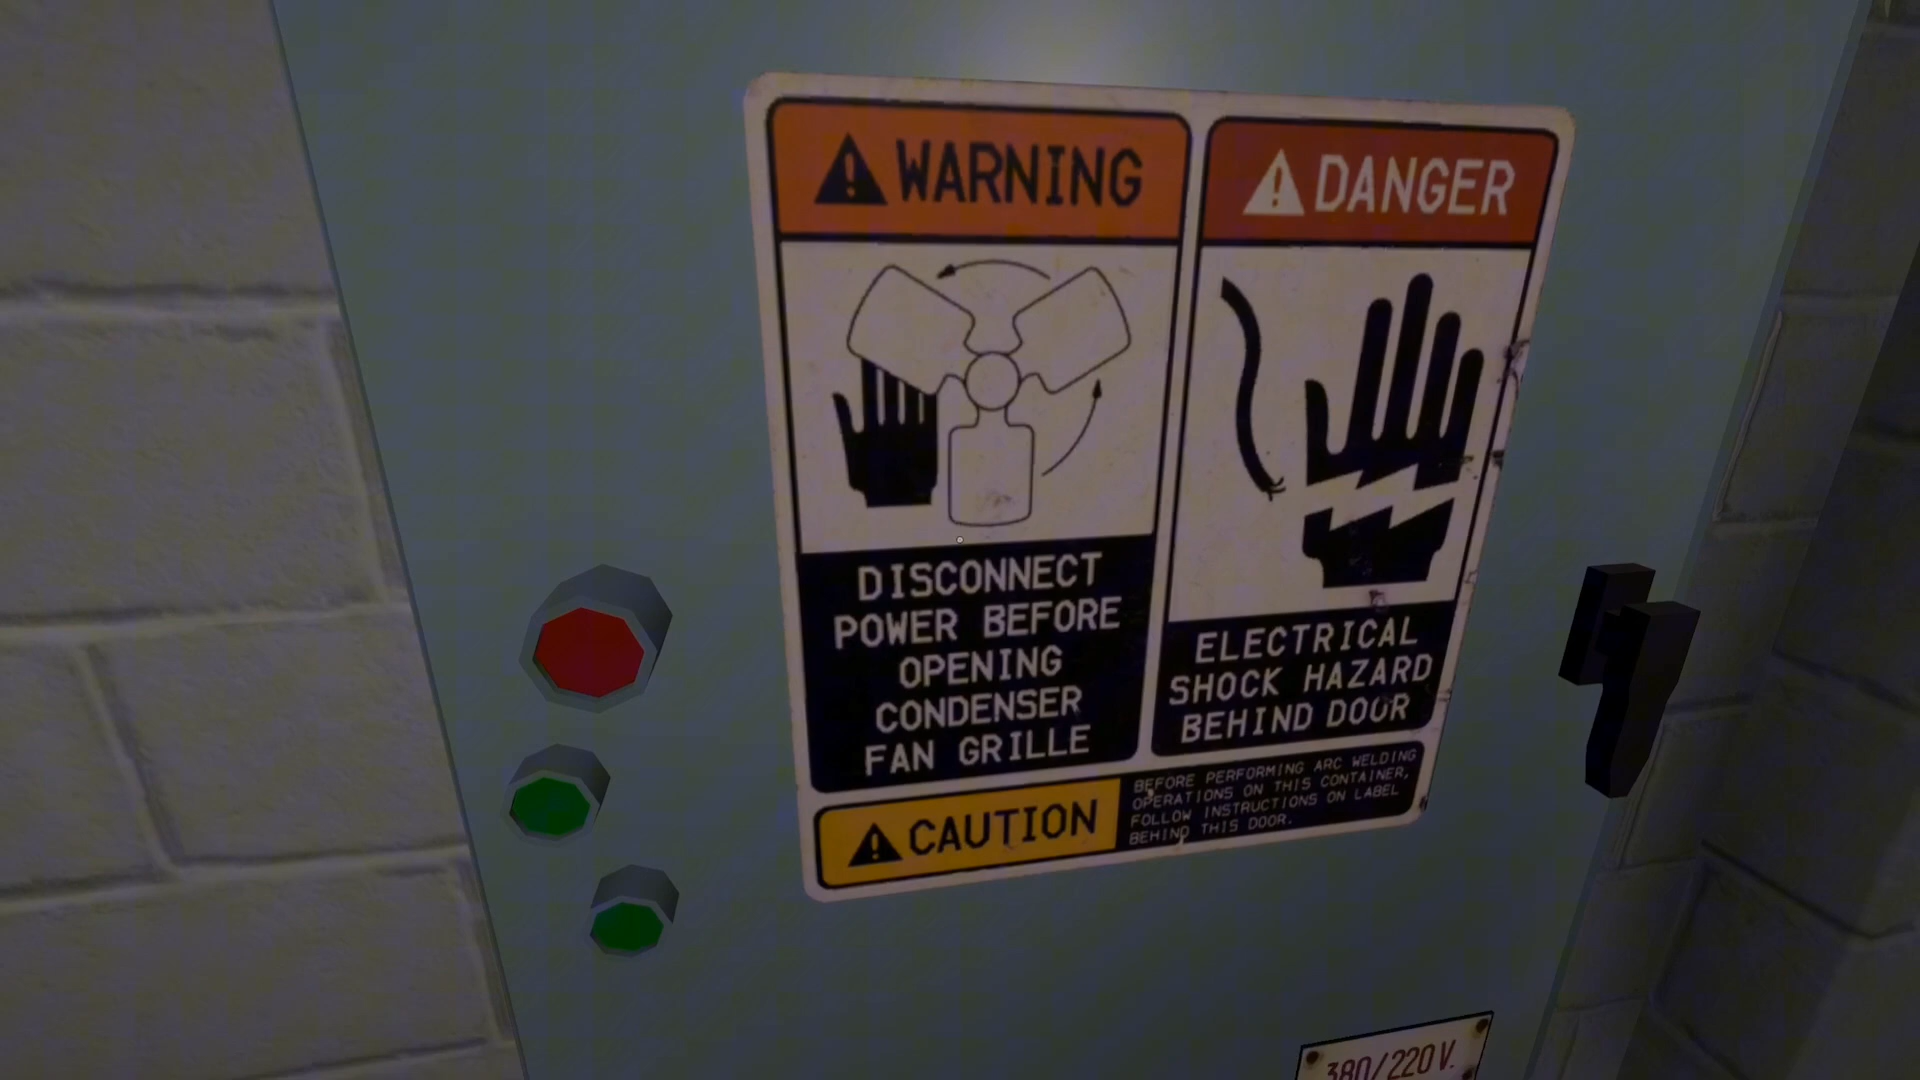 WARNING
DISCONNECT
POWER BEFORE
OPENING
CONDENSER
FAN GRILLE
DANGER
ELECTRICAL
SHOCK HAZARD
BEHIND DOOR
CAUTION
BEFORE PERFORMING ARC WELDING
OPERATIONS ON THIS CONTAINER,
FOLLOW INSTRUCTIONS ON LABEL
BEHIND THIS DOOR.
380/220 V.